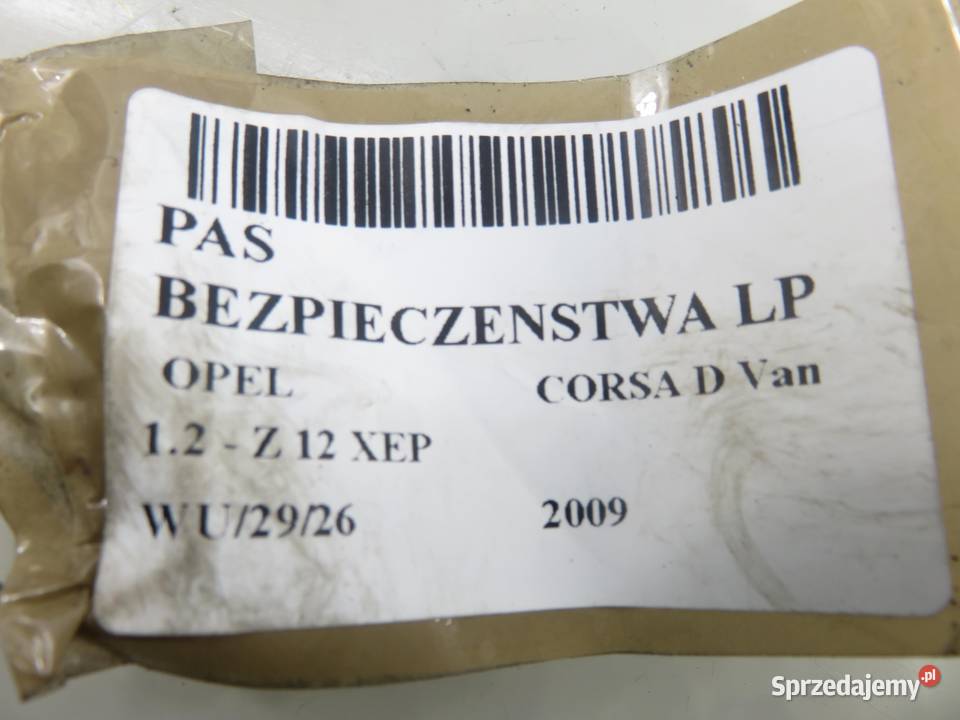 PAS
BEZPIECZENSTWA LP
OPEL CORSA D Van
1.2 - Z 12 XEP
WU/29/26 2009
Sprzedajemy.pl